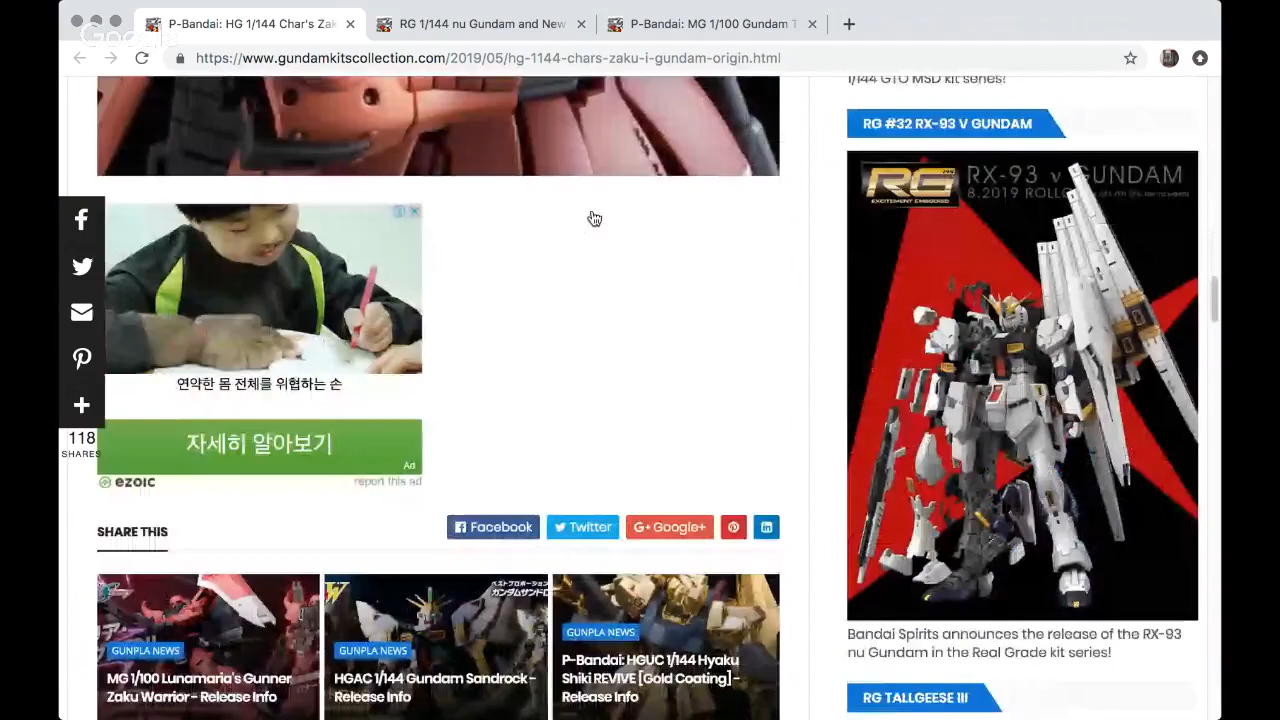 Google
P-Bandai: HG 1/144 Char's Zak
RG 1/144 nu Gundam and New
P-Bandai: MG 1/100 Gundam T
https://www.gundamkitscollection.com/2019/05/hg-1144-chars-zaku-i-gundam-origin.html
1/144 GTO MSD kit series!
RG #32 RX-93 V GUNDAM
RG
EXCITEMENT EMBODIED
RX-93 ν GUNDAM
8.2019 ROLLO
연약한 몸 전체를 위협하는 손
자세히 알아보기
Ad
ezoic
report this ad
118
SHARES
SHARE THIS
Facebook
Twitter
G+ Google+
GUNPLA NEWS
MG 1/100 Lunamaria's Gunner
Zaku Warrior - Release Info
GUNPLA NEWS
HGAC 1/144 Gundam Sandrock -
Release Info
GUNPLA NEWS
P-Bandai: HGUC 1/144 Hyaku
Shiki REVIVE [Gold Coating] -
Release Info
Bandai Spirits announces the release of the RX-93
nu Gundam in the Real Grade kit series!
RG TALLGEESE III